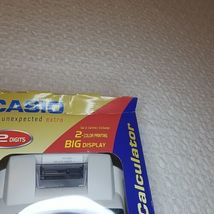 CASIO
unexpected extra
2 DIGITS
2-COLOR PRINTING
BIG DISPLAY
Calculator